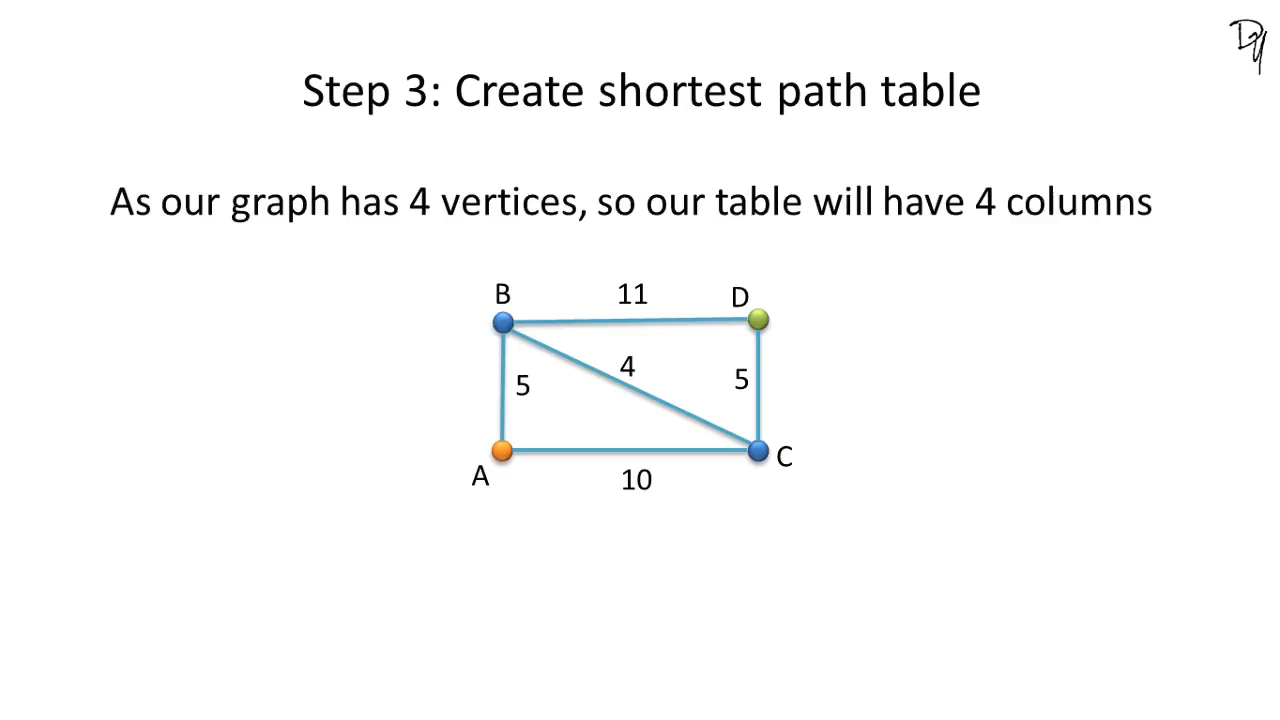 Step 3: Create shortest path table
As our graph has 4 vertices, so our table will have 4 columns
B 11 D
4
5 5
A C
10